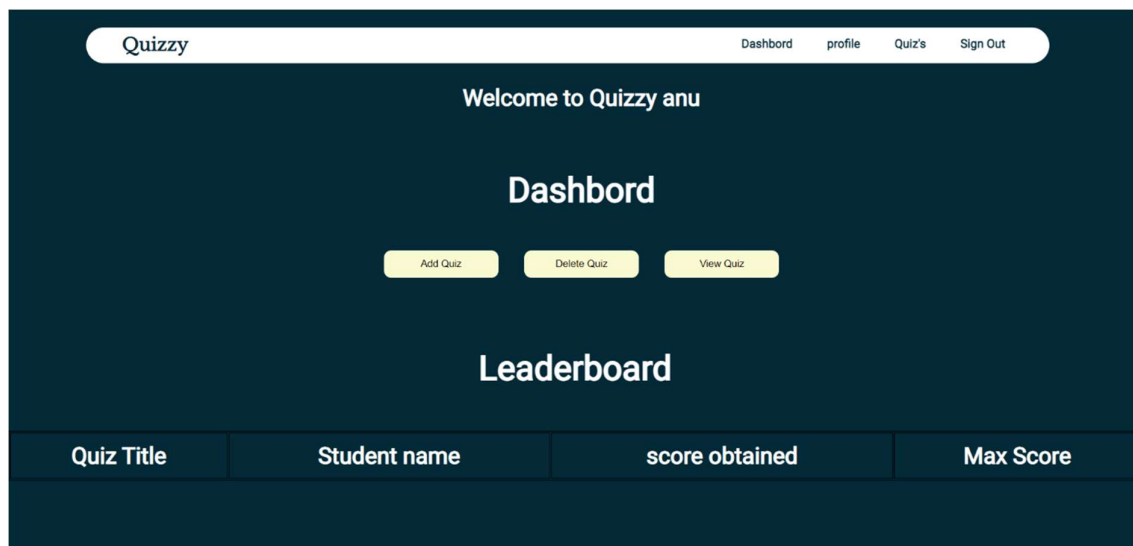 Quizzy Dashbord profile Quiz's Sign Out
Welcome to Quizzy anu
Dashbord
Add Quiz Delete Quiz View Quiz
Leaderboard
Quiz Title Student name score obtained Max Score